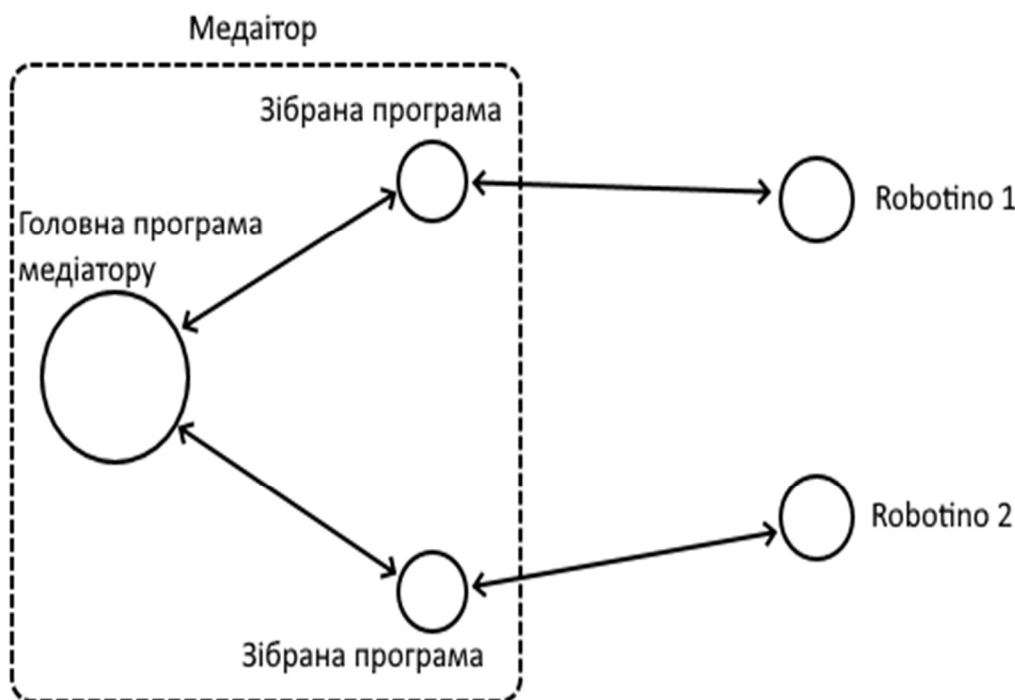 Медаітор
Зібрана програма
Головна програма
медіатору
Robotino 1
Robotino 2
Зібрана програма